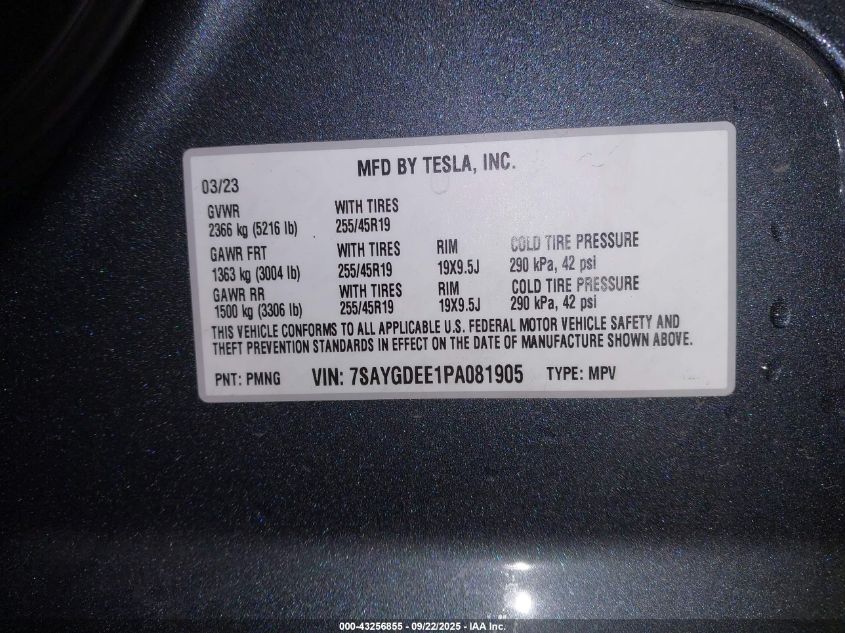 MFD BY TESLA, INC.
03/23
GVWR WITH TIRES
2366 kg (5216 lb) 255/45R19
GAWR FRT WITH TIRES RIM COLD TIRE PRESSURE
1363 kg (3004 lb) 255/45R19 19X9.5J 290 kPa, 42 psi
GAWR RR WITH TIRES RIM COLD TIRE PRESSURE
1500 kg (3306 lb) 255/45R19 19X9.5J 290 kPa, 42 psi
THIS VEHICLE CONFORMS TO ALL APPLICABLE U.S. FEDERAL MOTOR VEHICLE SAFETY AND
THEFT PREVENTION STANDARDS IN EFFECT ON THE DATE OF MANUFACTURE SHOWN ABOVE.
PNT: PMNG VIN: 7SAYGDEE1PA081905 TYPE: MPV
000-43256855 - 09/22/2025 - IAA Inc.